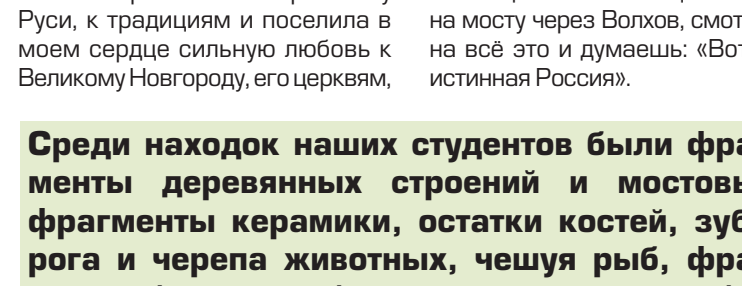 Руси, к традициям и поселила в
моем сердце сильную любовь к
Великому Новгороду, его церквям,
на мосту через Волхов, смот
на всё это и думаешь: «Вот
истинная Россия».
Среди находок наших студентов были фра
менты деревянных строений и мостовы
фрагменты керамики, остатки костей, зуб
рога и черепа животных, чешуя рыб, фра